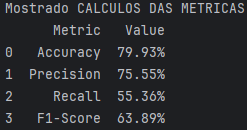 Mostrado CALCULOS DAS METRICAS
Metric Value
0 Accuracy 79.93%
1 Precision 75.55%
2 Recall 55.36%
3 F1-Score 63.89%